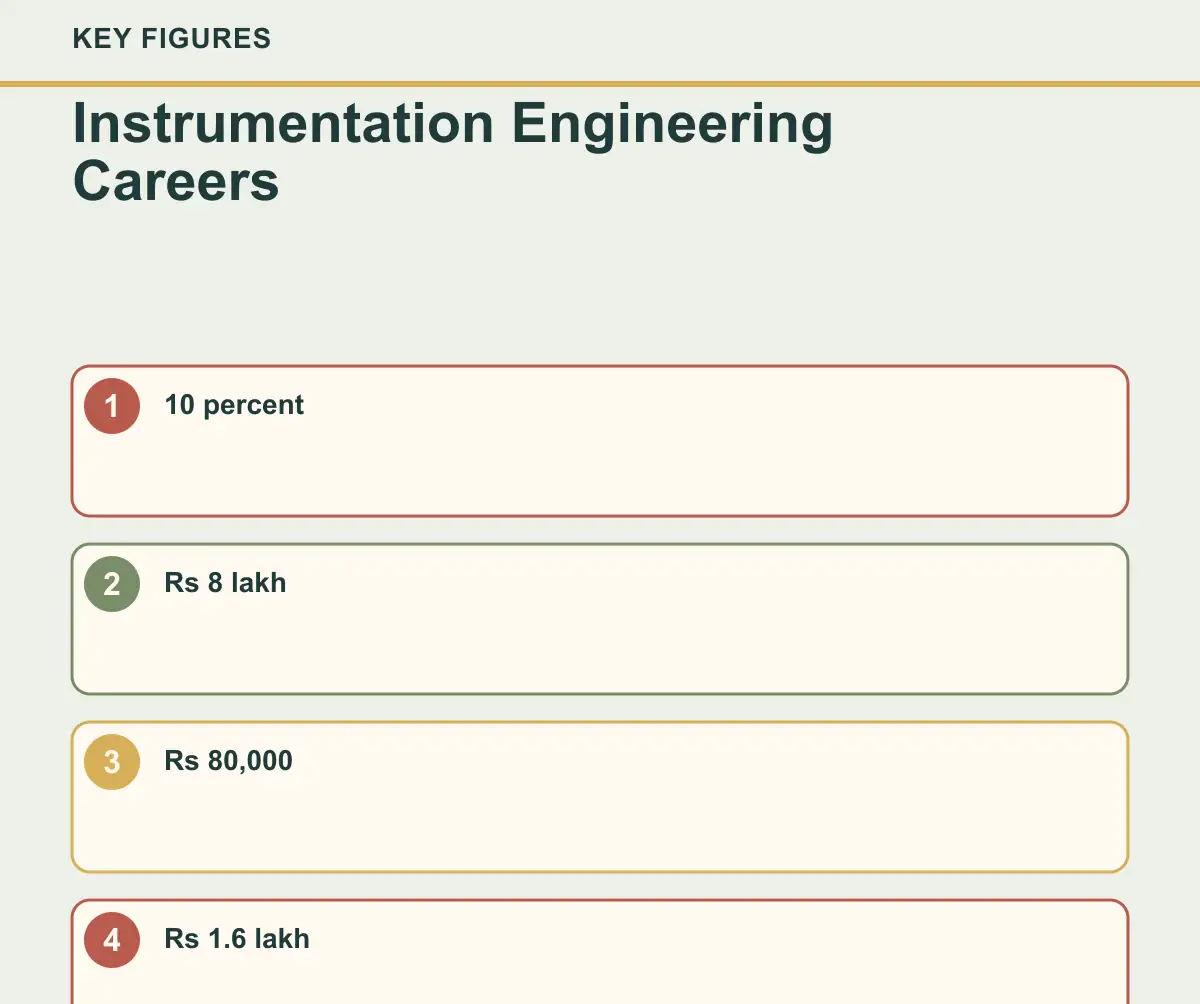 KEY FIGURES
Instrumentation Engineering
Careers
1 10 percent
2 Rs 8 lakh
3 Rs 80,000
4 Rs 1.6 lakh